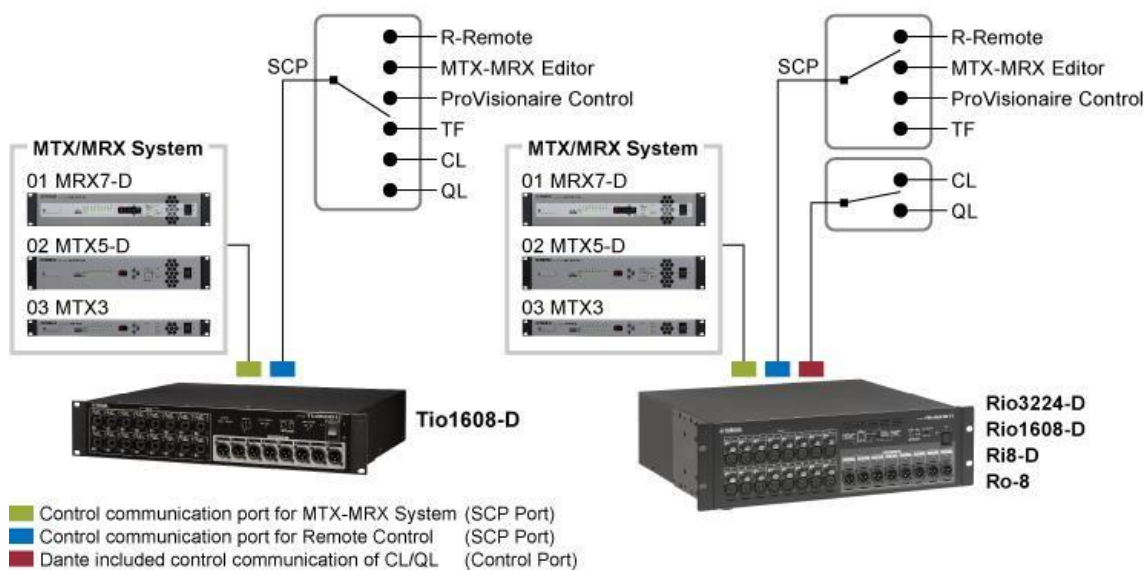 SCP
R-Remote
MTX-MRX Editor
ProVisionaire Control
TF
CL
QL
MTX/MRX System
01 MRX7-D
02 MTX5-D
03 MTX3
Tio1608-D
SCP
R-Remote
MTX-MRX Editor
ProVisionaire Control
TF
CL
QL
MTX/MRX System
01 MRX7-D
02 MTX5-D
03 MTX3
Rio3224-D
Rio1608-D
Ri8-D
Ro-8
Control communication port for MTX-MRX System (SCP Port)
Control communication port for Remote Control (SCP Port)
Dante included control communication of CL/QL (Control Port)